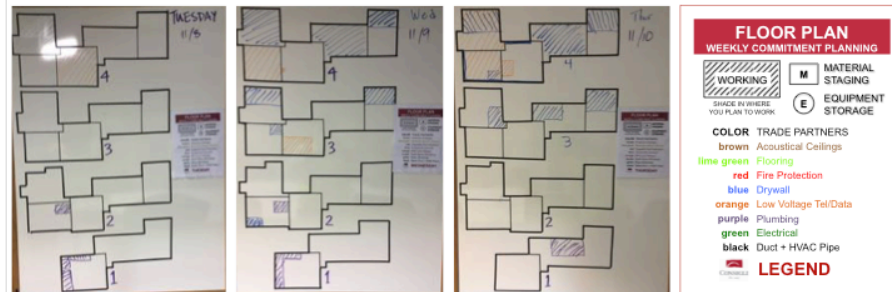 TUESDAY
11/8
4
3
2
1
Wed
11/9
4
3
2
1
Thur
11/10
4
3
2
1
FLOOR PLAN
WEEKLY COMMITMENT PLANNING
WORKING
SHADE IN WHERE
YOU PLAN TO WORK
M MATERIAL
STAGING
E EQUIPMENT
STORAGE
COLOR TRADE PARTNERS
brown Acoustical Ceilings
lime green Flooring
red Fire Protection
blue Drywall
orange Low Voltage Tel/Data
purple Plumbing
green Electrical
black Duct + HVAC Pipe
LEGEND